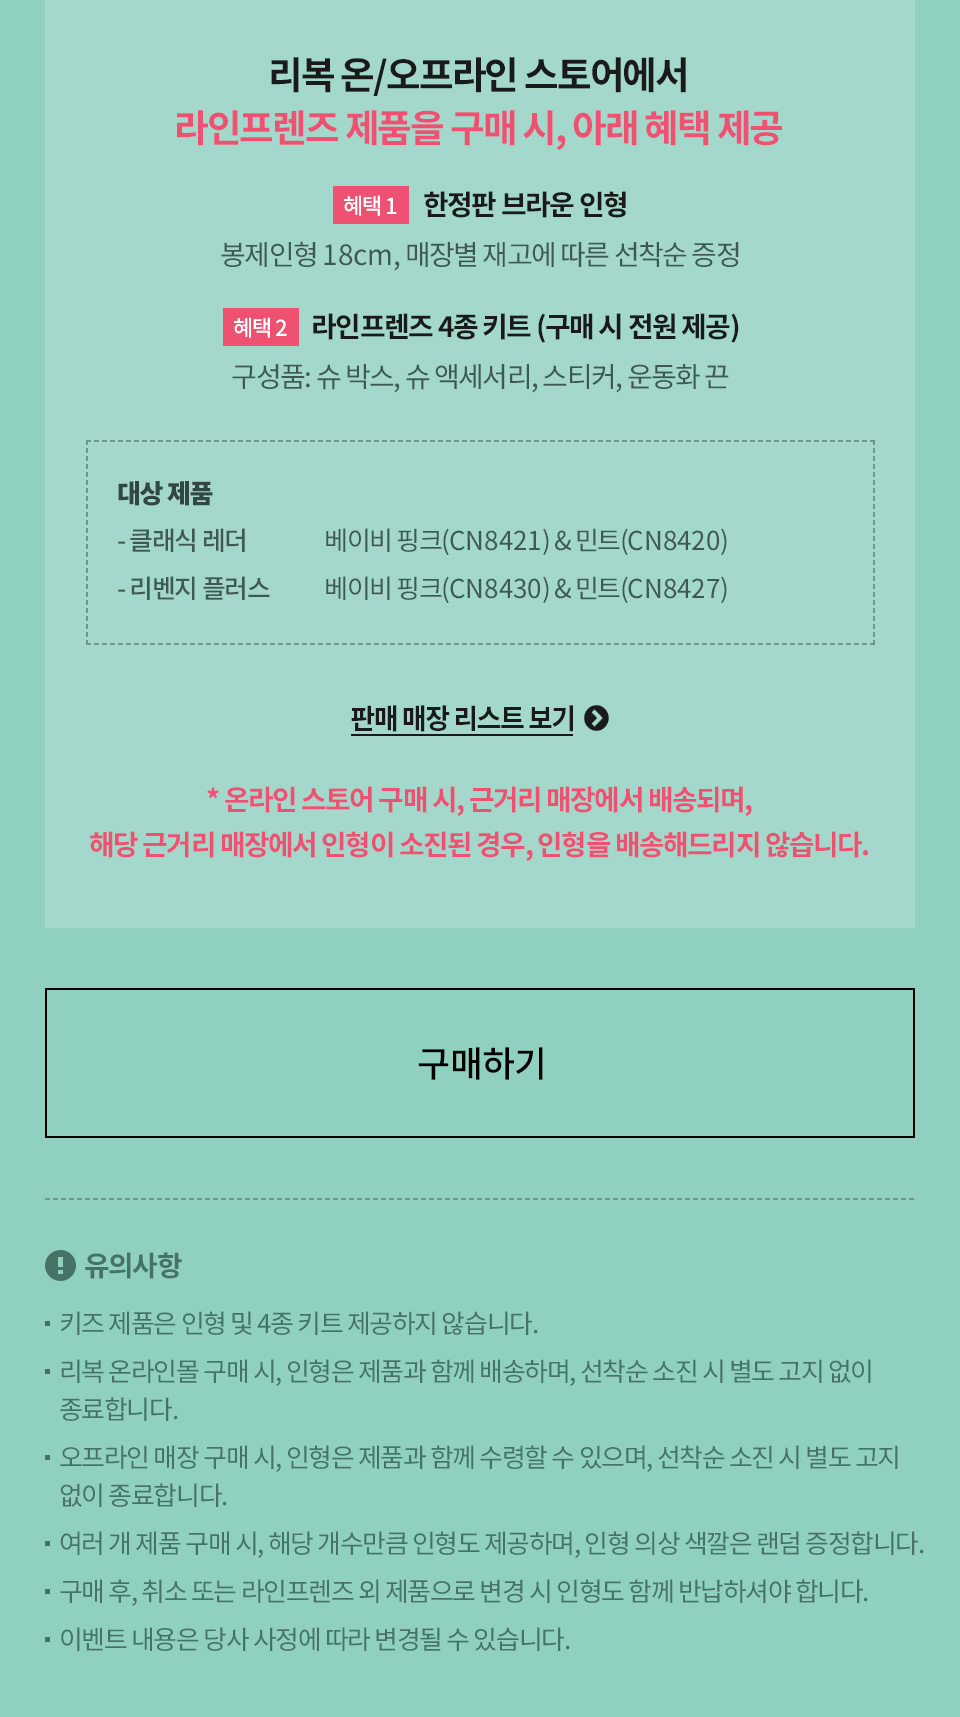 리복 온/오프라인 스토어에서
라인프렌즈 제품을 구매 시, 아래 혜택 제공
혜택 1 한정판 브라운 인형
봉제인형 18cm, 매장별 재고에 따른 선착순 증정
혜택 2 라인프렌즈 4종 키트 (구매 시 전원 제공)
구성품: 슈 박스, 슈 액세서리, 스티커, 운동화 끈
대상 제품
- 클래식 레더 베이비 핑크(CN8421) & 민트(CN8420)
- 리벤지 플러스 베이비 핑크(CN8430) & 민트(CN8427)
판매 매장 리스트 보기
* 온라인 스토어 구매 시, 근거리 매장에서 배송되며,
해당 근거리 매장에서 인형이 소진된 경우, 인형을 배송해드리지 않습니다.
구매하기
유의사항
· 키즈 제품은 인형 및 4종 키트 제공하지 않습니다.
· 리복 온라인몰 구매 시, 인형은 제품과 함께 배송하며, 선착순 소진 시 별도 고지 없이
종료합니다.
· 오프라인 매장 구매 시, 인형은 제품과 함께 수령할 수 있으며, 선착순 소진 시 별도 고지
없이 종료합니다.
· 여러 개 제품 구매 시, 해당 개수만큼 인형도 제공하며, 인형 의상 색깔은 랜덤 증정합니다.
· 구매 후, 취소 또는 라인프렌즈 외 제품으로 변경 시 인형도 함께 반납하셔야 합니다.
· 이벤트 내용은 당사 사정에 따라 변경될 수 있습니다.